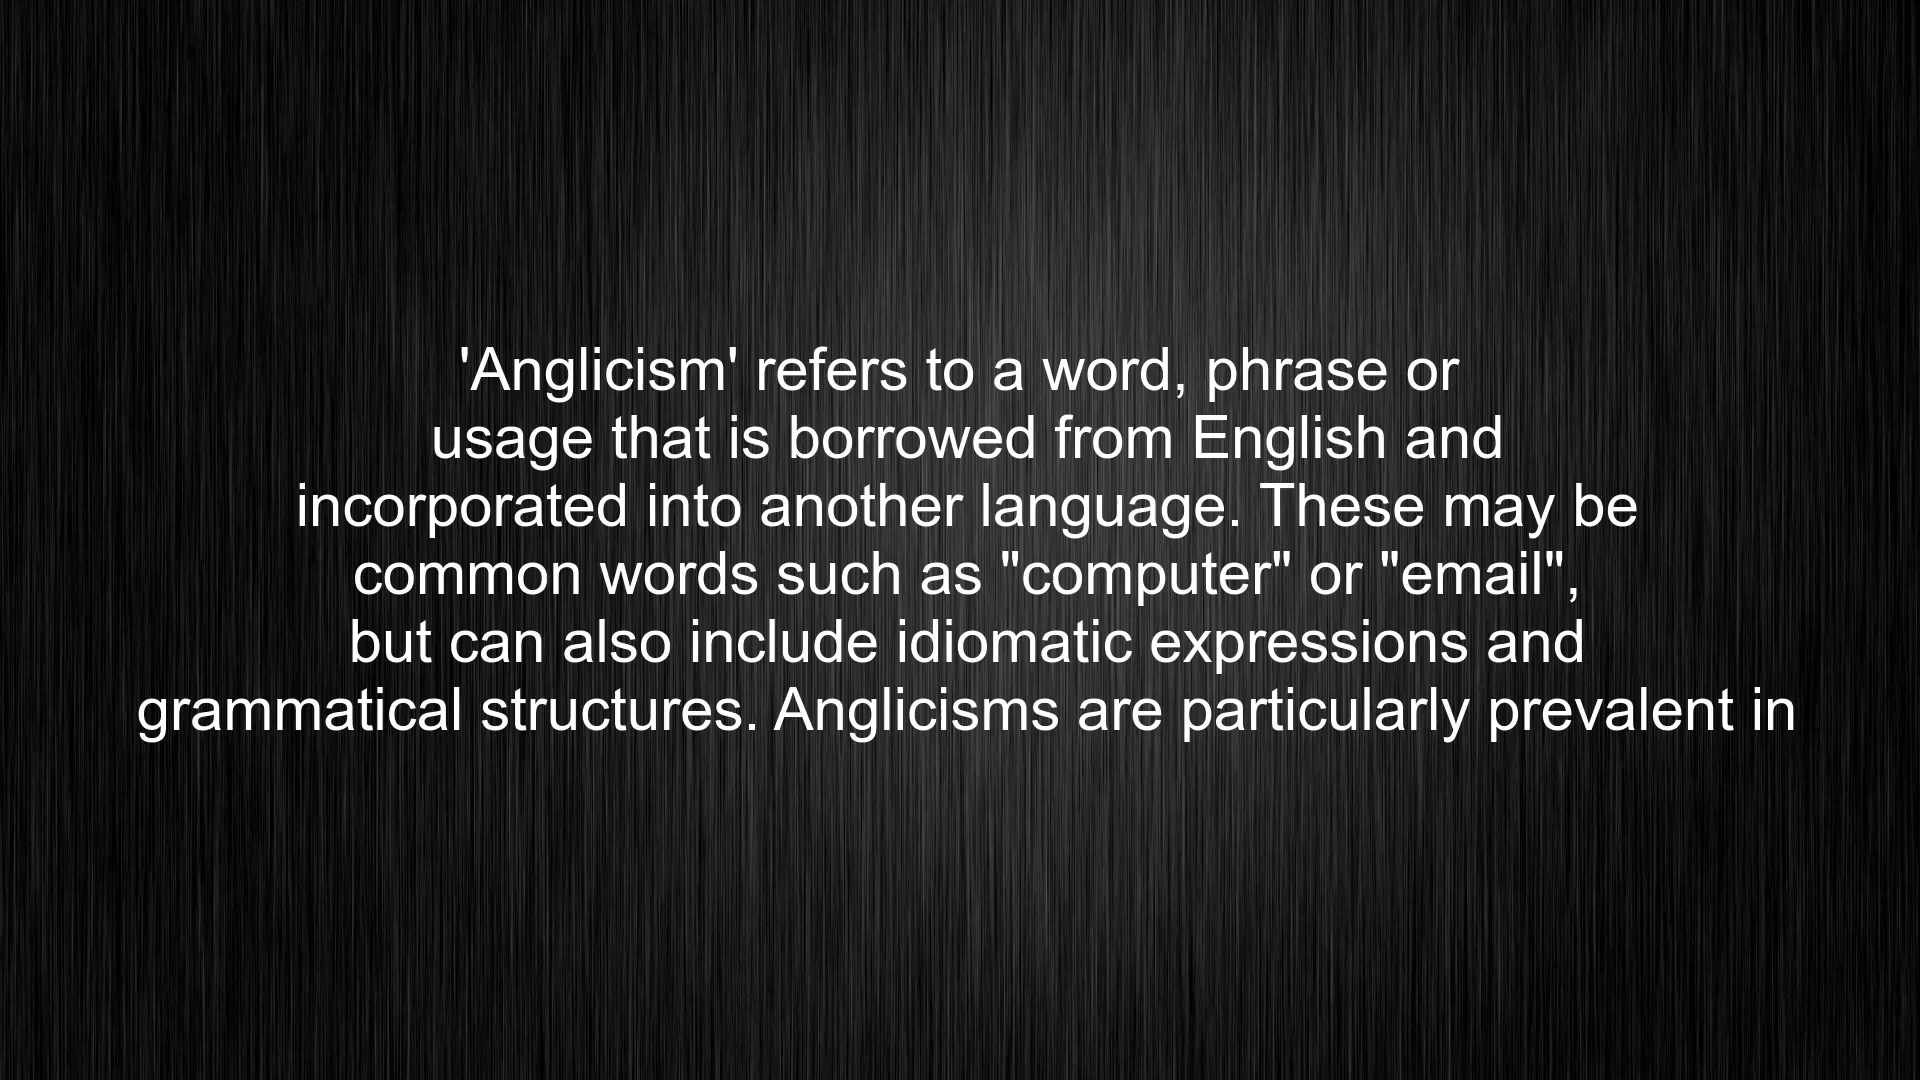 'Anglicism' refers to a word, phrase or
usage that is borrowed from English and
incorporated into another language. These may be
common words such as "computer" or "email",
but can also include idiomatic expressions and
grammatical structures. Anglicisms are particularly prevalent in